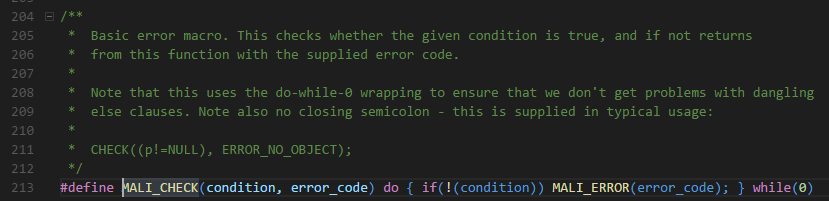 204 /**
205 * Basic error macro. This checks whether the given condition is true, and if not returns
206 * from this function with the supplied error code.
207 *
208 * Note that this uses the do-while-0 wrapping to ensure that we don't get problems with dangling
209 * else clauses. Note also no closing semicolon - this is supplied in typical usage:
210 *
211 * CHECK((p!=NULL), ERROR_NO_OBJECT);
212 */
213 #define MALI_CHECK(condition, error_code) do { if(!(condition)) MALI_ERROR(error_code); } while(0)